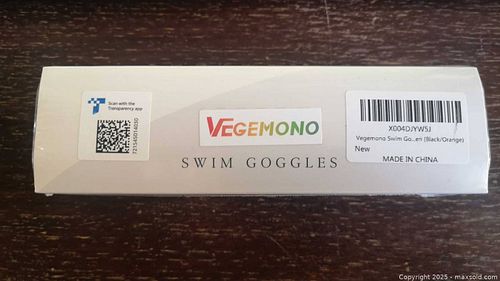 Scan with the
Transparency app
VEGEMONO
SWIM GOGGLES
X004DJYW5J
Vegemono Swim Go...en (Black/Orange)
New
MADE IN CHINA
Copyright © 2025 - maxsold.com